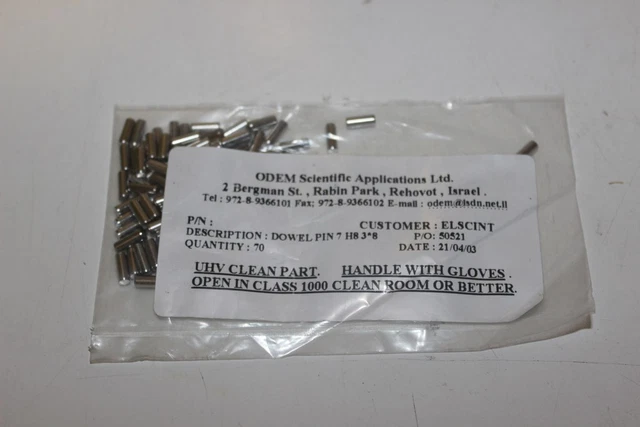 ODEM Scientific Applications Ltd.
2 Bergman St. , Rabin Park , Rehovot , Israel .
Tel : 972-8-9366101 Fax; 972-8-9366102 E-mail : odem@isdn.net.il
P/N : CUSTOMER : ELSCINT
DESCRIPTION : DOWEL PIN 7 H8 3*8 P/O: 50521
QUANTITY : 70 DATE : 21/04/03
UHV CLEAN PART. HANDLE WITH GLOVES .
OPEN IN CLASS 1000 CLEAN ROOM OR BETTER.